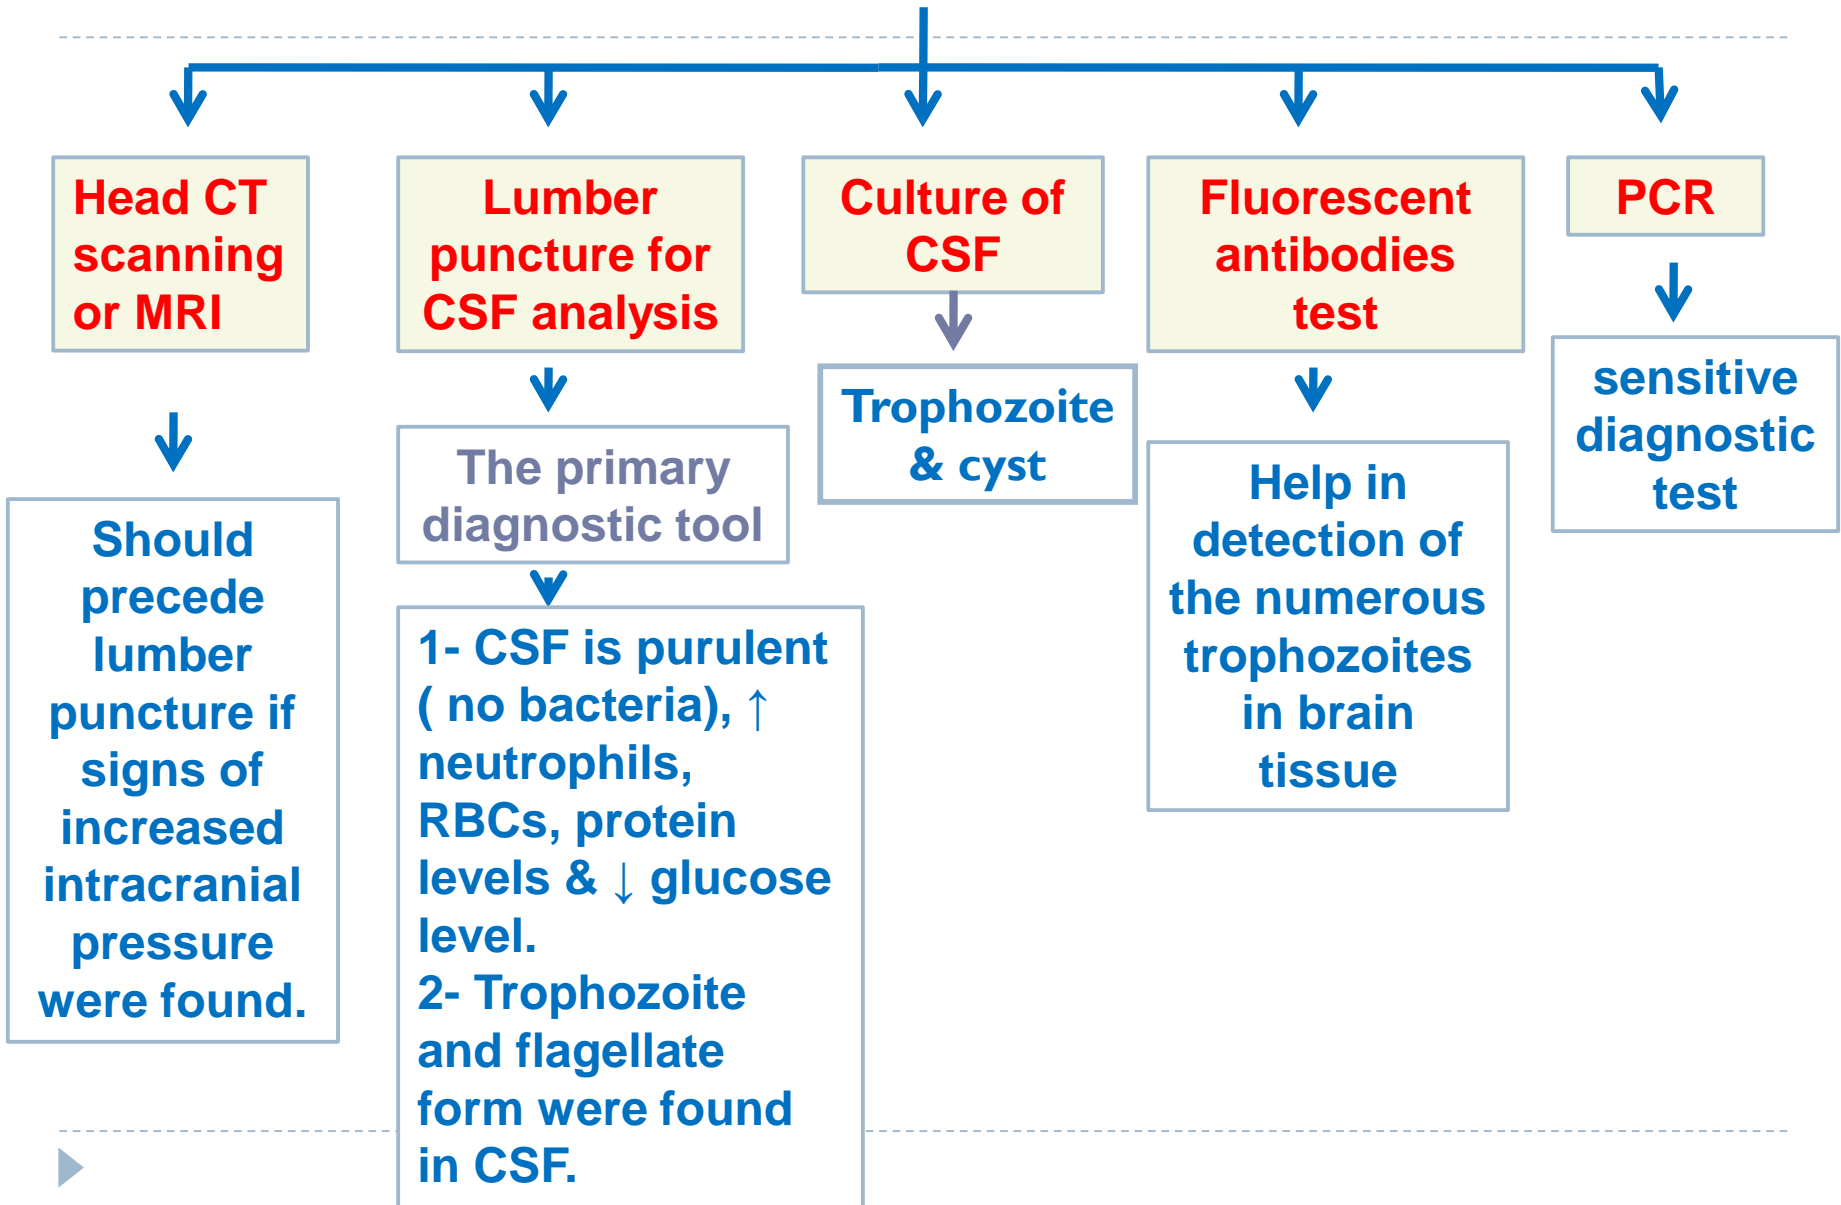 Head CT
scanning
or MRI
Should
precede
lumber
puncture if
signs of
increased
intracranial
pressure
were found.
Lumber
puncture for
CSF analysis
The primary
diagnostic tool
1- CSF is purulent
( no bacteria), ↑
neutrophils,
RBCs, protein
levels & ↓ glucose
level.
2- Trophozoite
and flagellate
form were found
in CSF.
Culture of
CSF
Trophozoite
& cyst
Fluorescent
antibodies
test
Help in
detection of
the numerous
trophozoites
in brain
tissue
PCR
sensitive
diagnostic
test